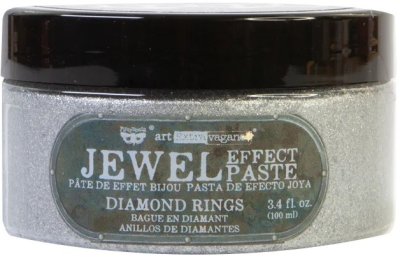 art extravagance
JEWEL EFFECT PASTE
PÂTE DE EFFET BIJOU PASTA DE EFECTO JOYA
DIAMOND RINGS 3.4 fl. oz.
BAGUE EN DIAMANT (100 ml)
ANILLOS DE DIAMANTES